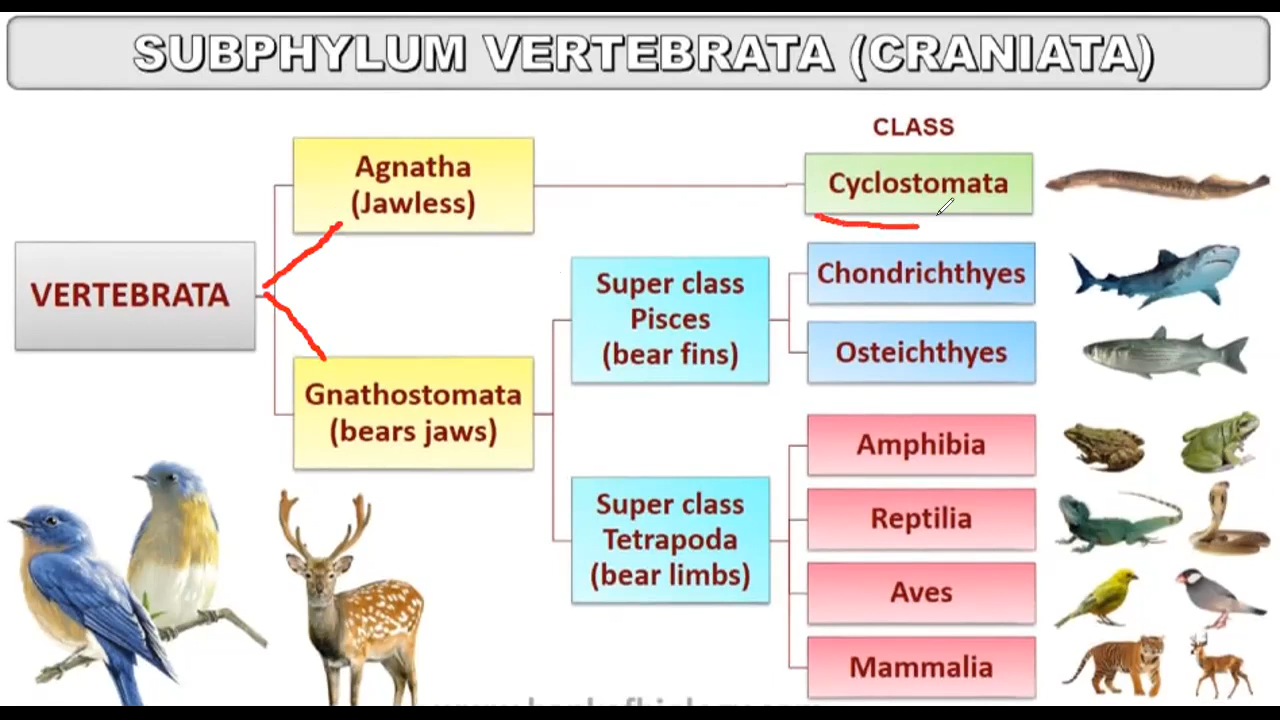 SUBPHYLUM VERTEBRATA (CRANIATA)
CLASS
Agnatha
(Jawless)
Cyclostomata
VERTEBRATA
Super class
Pisces
(bear fins)
Chondrichthyes
Osteichthyes
Gnathostomata
(bears jaws)
Super class
Tetrapoda
(bear limbs)
Amphibia
Reptilia
Aves
Mammalia